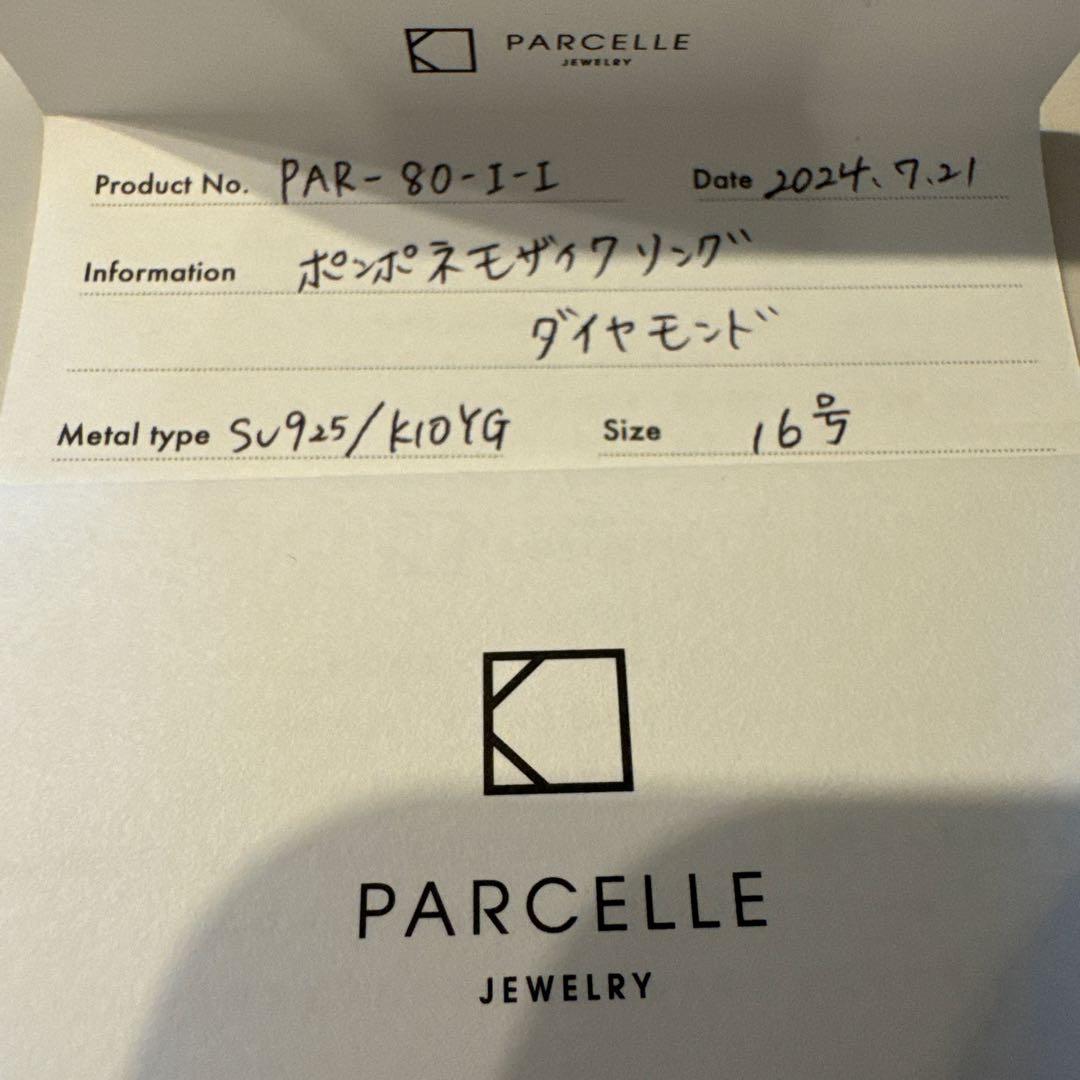 PARCELLE
JEWELRY
Product No. PAR-80-I-I Date 2024.7.21
Information ポンポネモザイクリング
ダイヤモンド
Metal type SV925/K10YG Size 16号
PARCELLE
JEWELRY